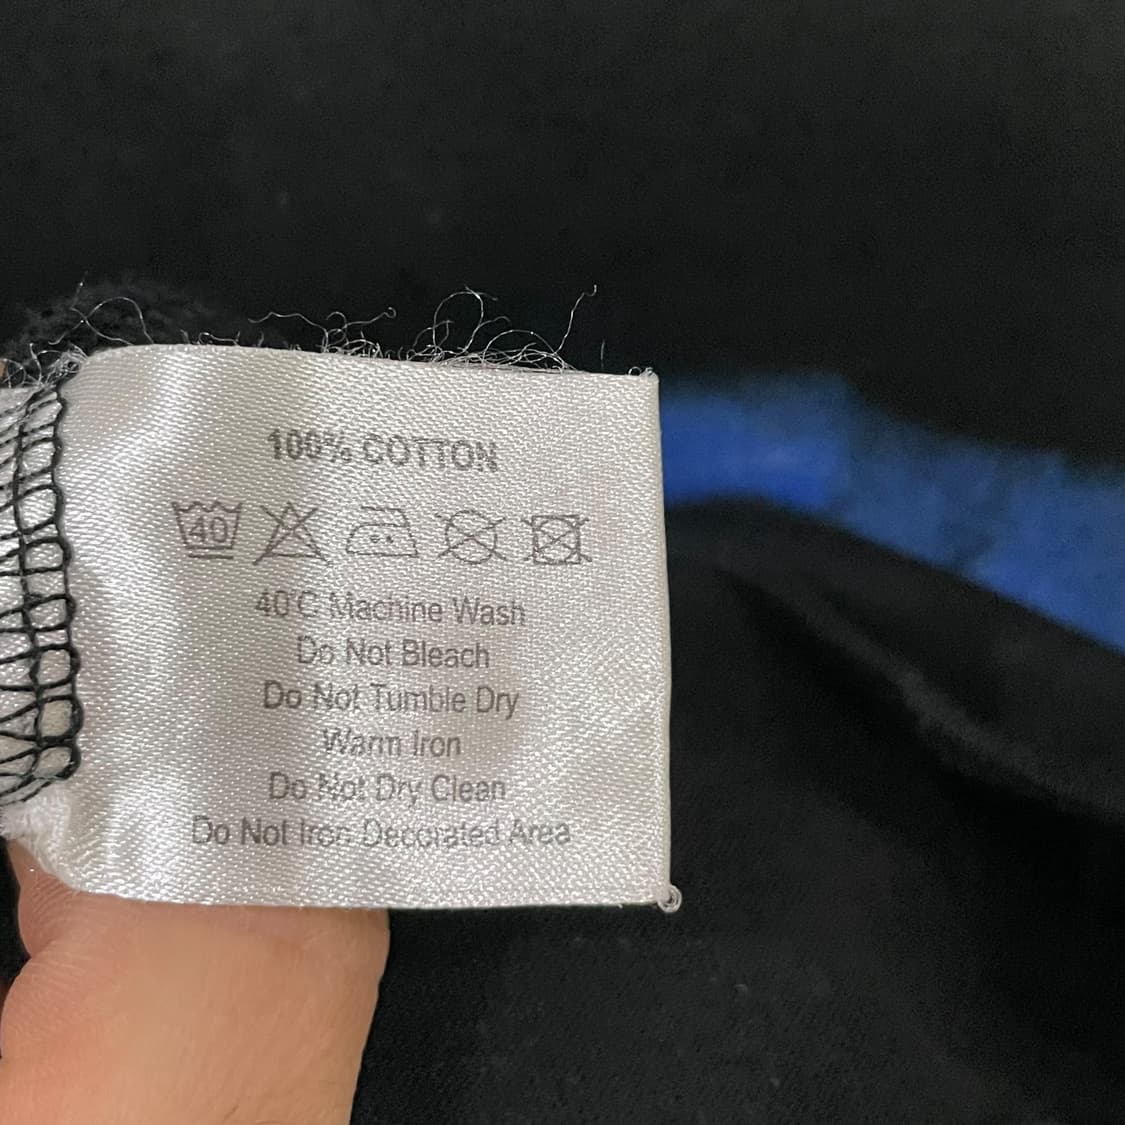 100% COTTON
40
40°C Machine Wash
Do Not Bleach
Do Not Tumble Dry
Warm Iron
Do Not Dry Clean
Do Not Iron Decorated Area